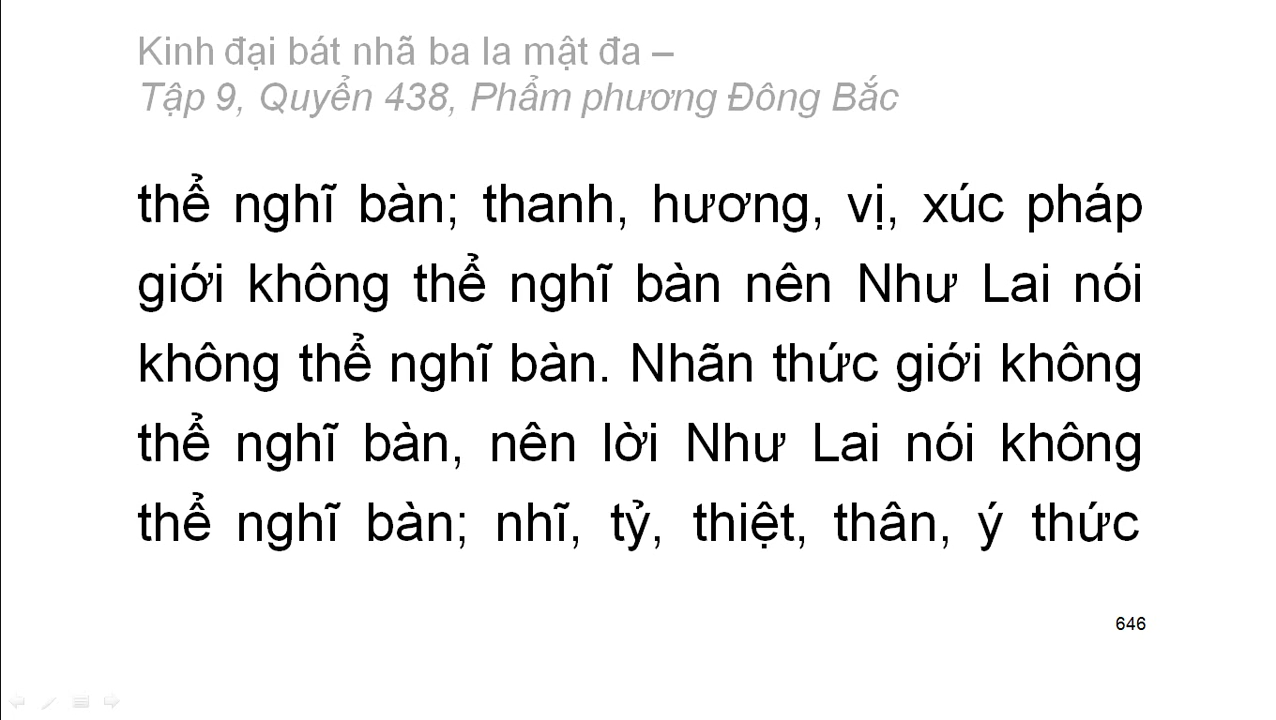 Kinh đại bát nhã ba la mật đa –
Tập 9, Quyển 438, Phẩm phương Đông Bắc
thể nghĩ bàn; thanh, hương, vị, xúc pháp
giới không thể nghĩ bàn nên Như Lai nói
không thể nghĩ bàn. Nhãn thức giới không
thể nghĩ bàn, nên lời Như Lai nói không
thể nghĩ bàn; nhĩ, tỷ, thiệt, thân, ý thức
646